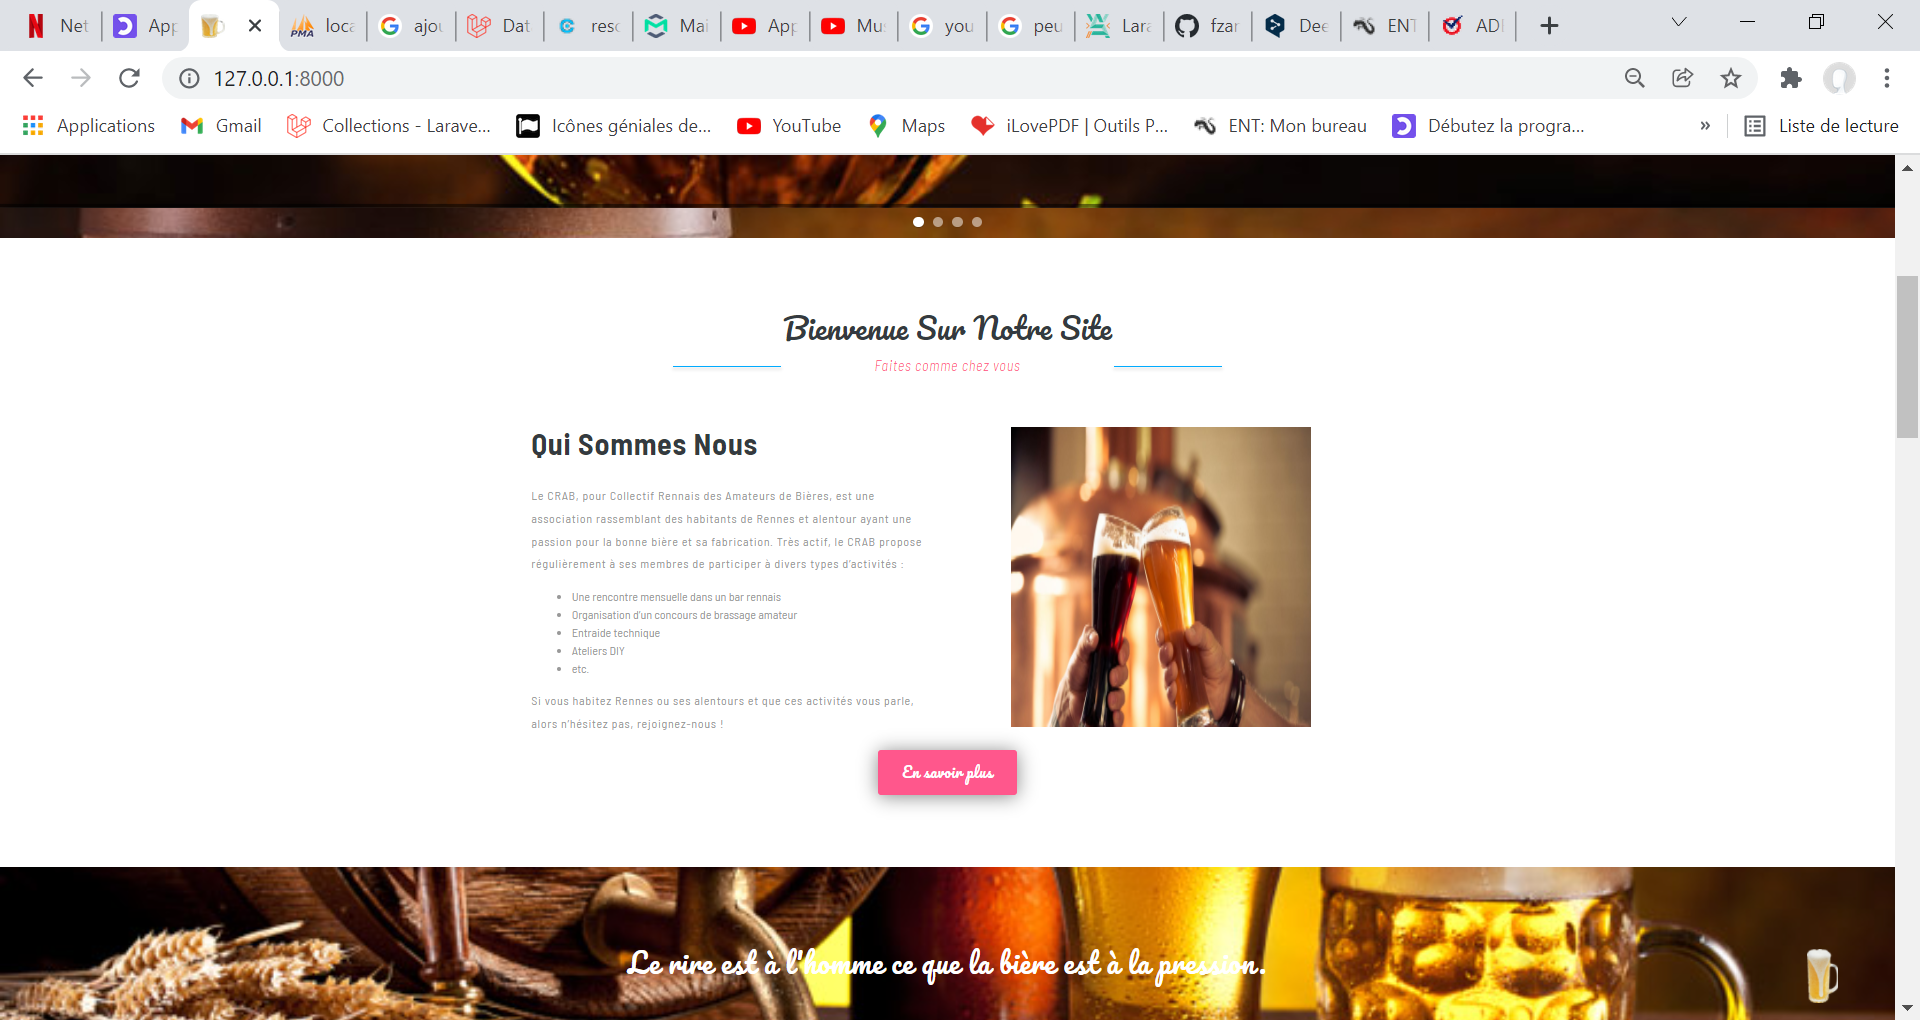 Net
App
loca
ajou
Dat
resc
Mai
App
Mus
you
peu
Lara
fzar
Dee
ENT
ADI
127.0.0.1:8000
Applications
Gmail
Collections - Larave...
Icônes géniales de...
YouTube
Maps
iLovePDF | Outils P...
ENT: Mon bureau
Débutez la progra...
»
Liste de lecture
Bienvenue Sur Notre Site
Faites comme chez vous
Qui Sommes Nous
Le CRAB, pour Collectif Rennais des Amateurs de Bières, est une
association rassemblant des habitants de Rennes et alentour ayant une
passion pour la bonne bière et sa fabrication. Très actif, le CRAB propose
régulièrement à ses membres de participer à divers types d'activités :
• Une rencontre mensuelle dans un bar rennais
• Organisation d'un concours de brassage amateur
• Entraide technique
• Ateliers DIY
• etc.
Si vous habitez Rennes ou ses alentours et que ces activités vous parle,
alors n'hésitez pas, rejoignez-nous !
En savoir plus
Le rire est à l'homme ce que la bière est à la pression.